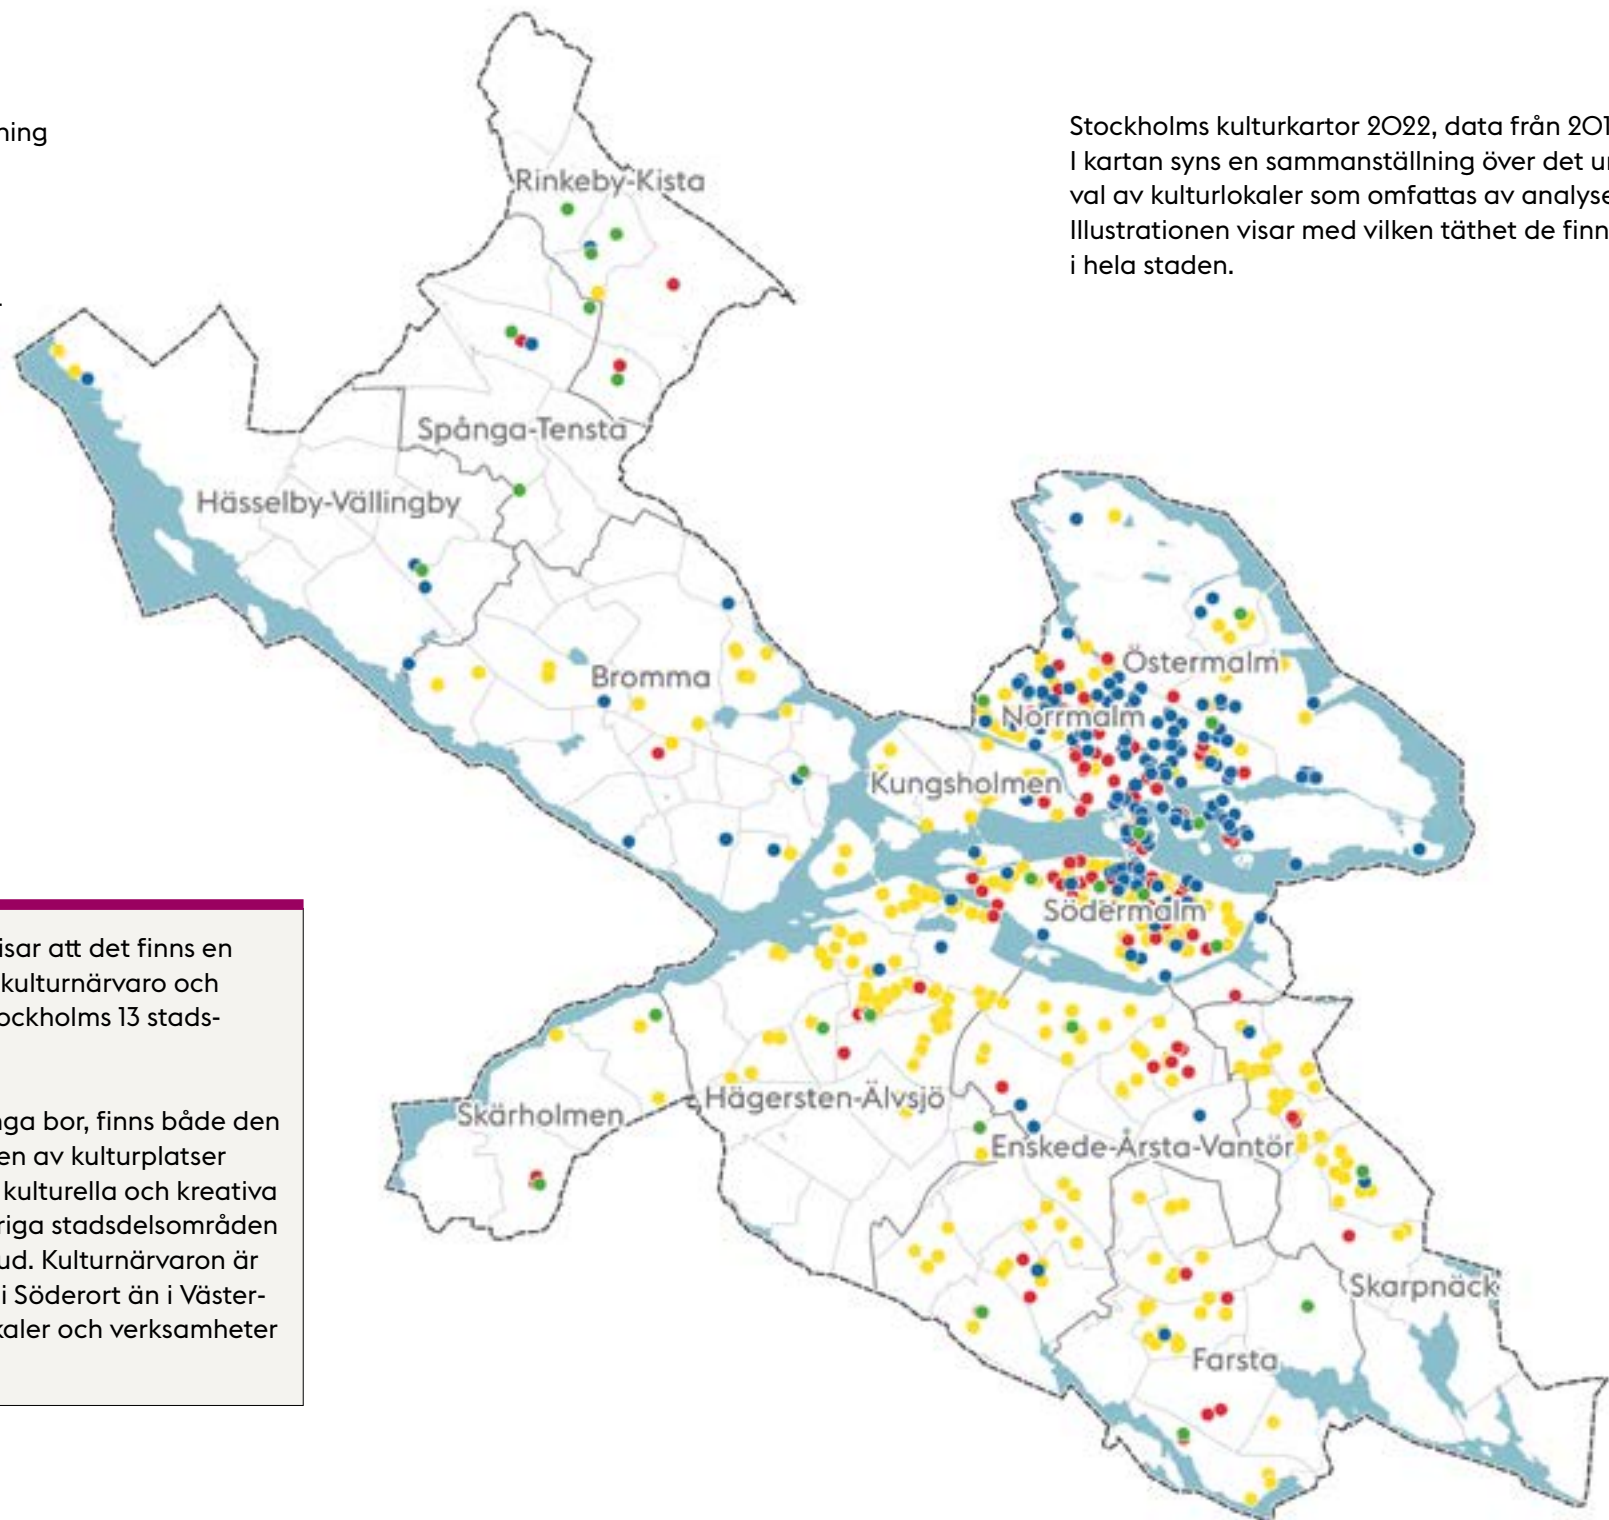 Stockholms kulturkartor 2022, data från 201
I kartan syns en sammanställning över det ur
val av kulturlokaler som omfattas av analyse
Illustrationen visar med vilken täthet de finn
i hela staden.
ning
Rinkeby-Kista
Spånga-Tensta
Hässelby-Vällingby
Bromma
Östermalm
Norrmalm
Kungsholmen
Södermalm
Skärholmen
Hägersten-Älvsjö
Enskede-Årsta-Vantör
Skarpnäck
Farsta
isar att det finns en
kulturnärvaro och
tockholms 13 stads-
nga bor, finns både den
en av kulturplatser
kulturella och kreativa
riga stadsdelsområden
ud. Kulturnärvaron är
i Söderort än i Väster-
kaler och verksamheter